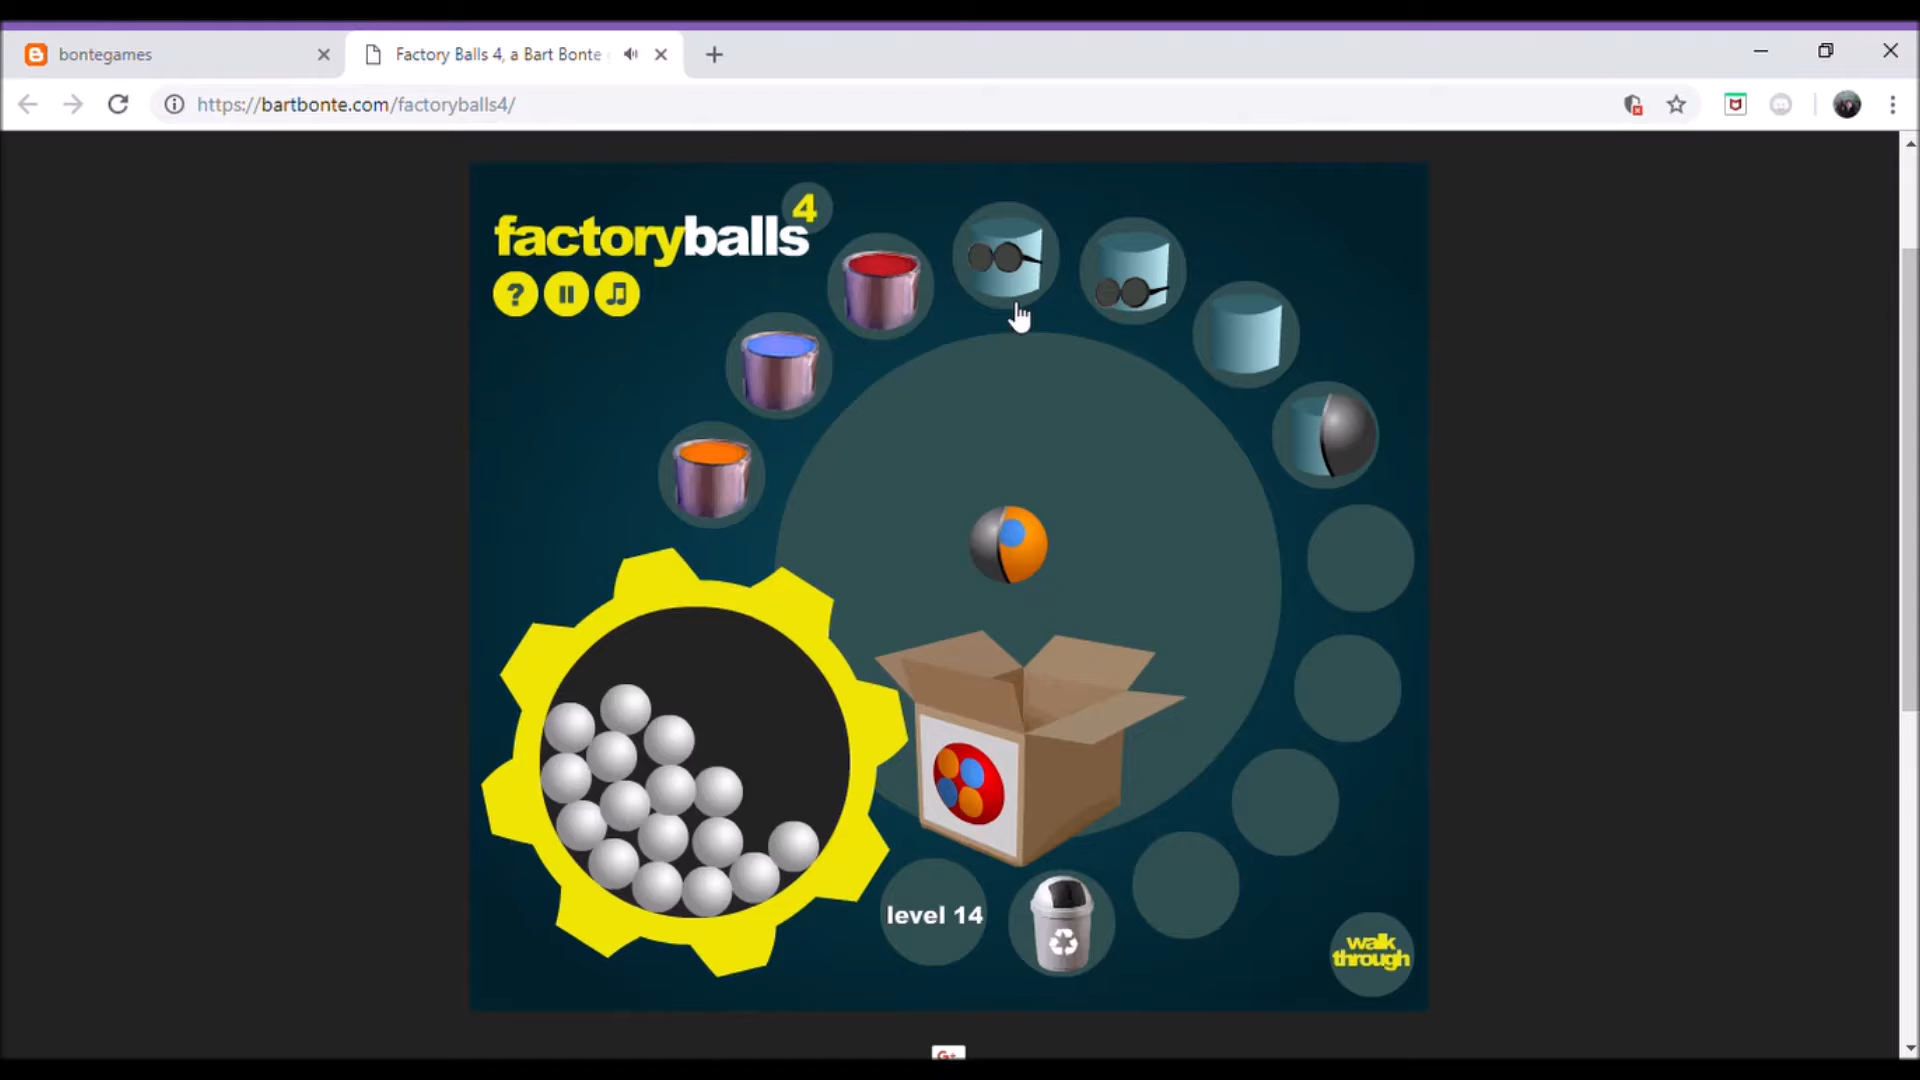 bontegames
Factory Balls 4, a Bart Bonte
https://bartbonte.com/factoryballs4/
factoryballs 4
?
level 14
walk
through
G+